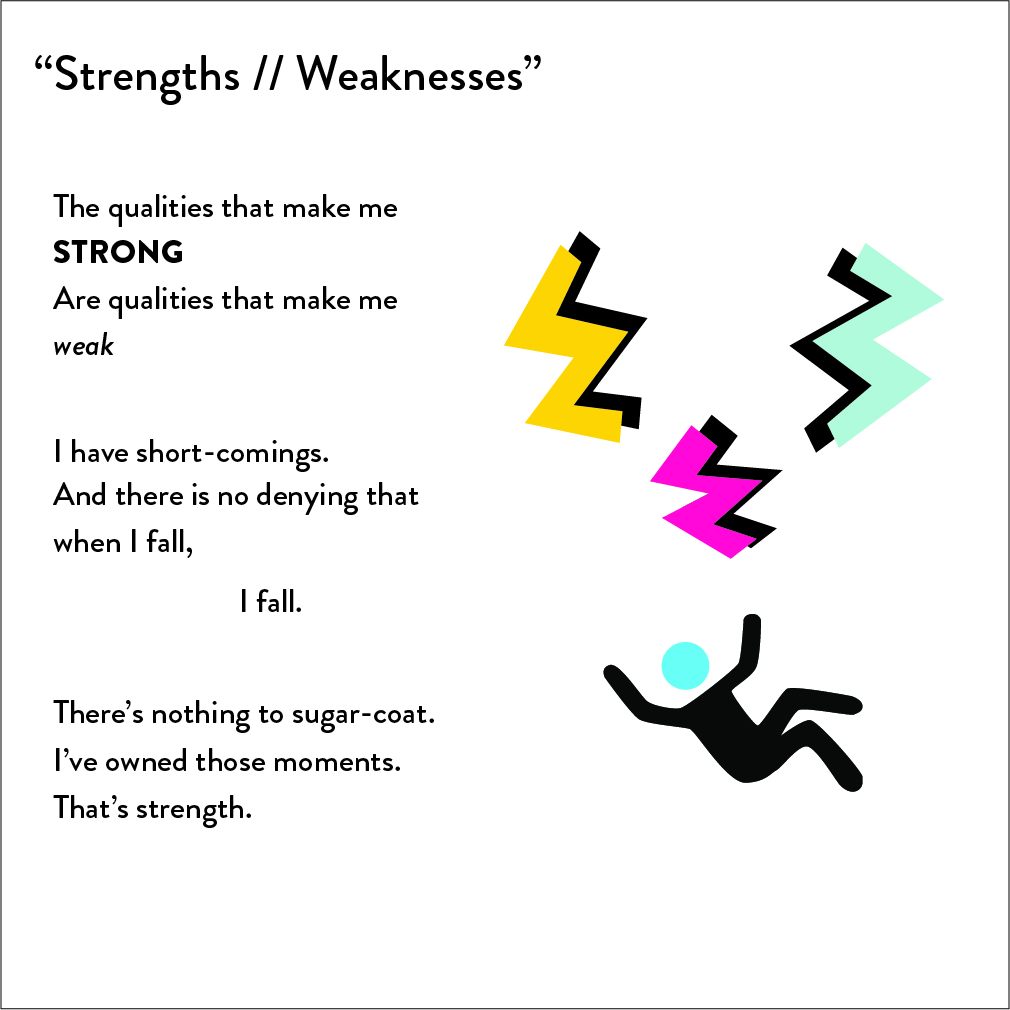 “Strengths // Weaknesses”
The qualities that make me
STRONG
Are qualities that make me
weak
I have short-comings.
And there is no denying that
when I fall,
I fall.
There’s nothing to sugar-coat.
I’ve owned those moments.
That’s strength.